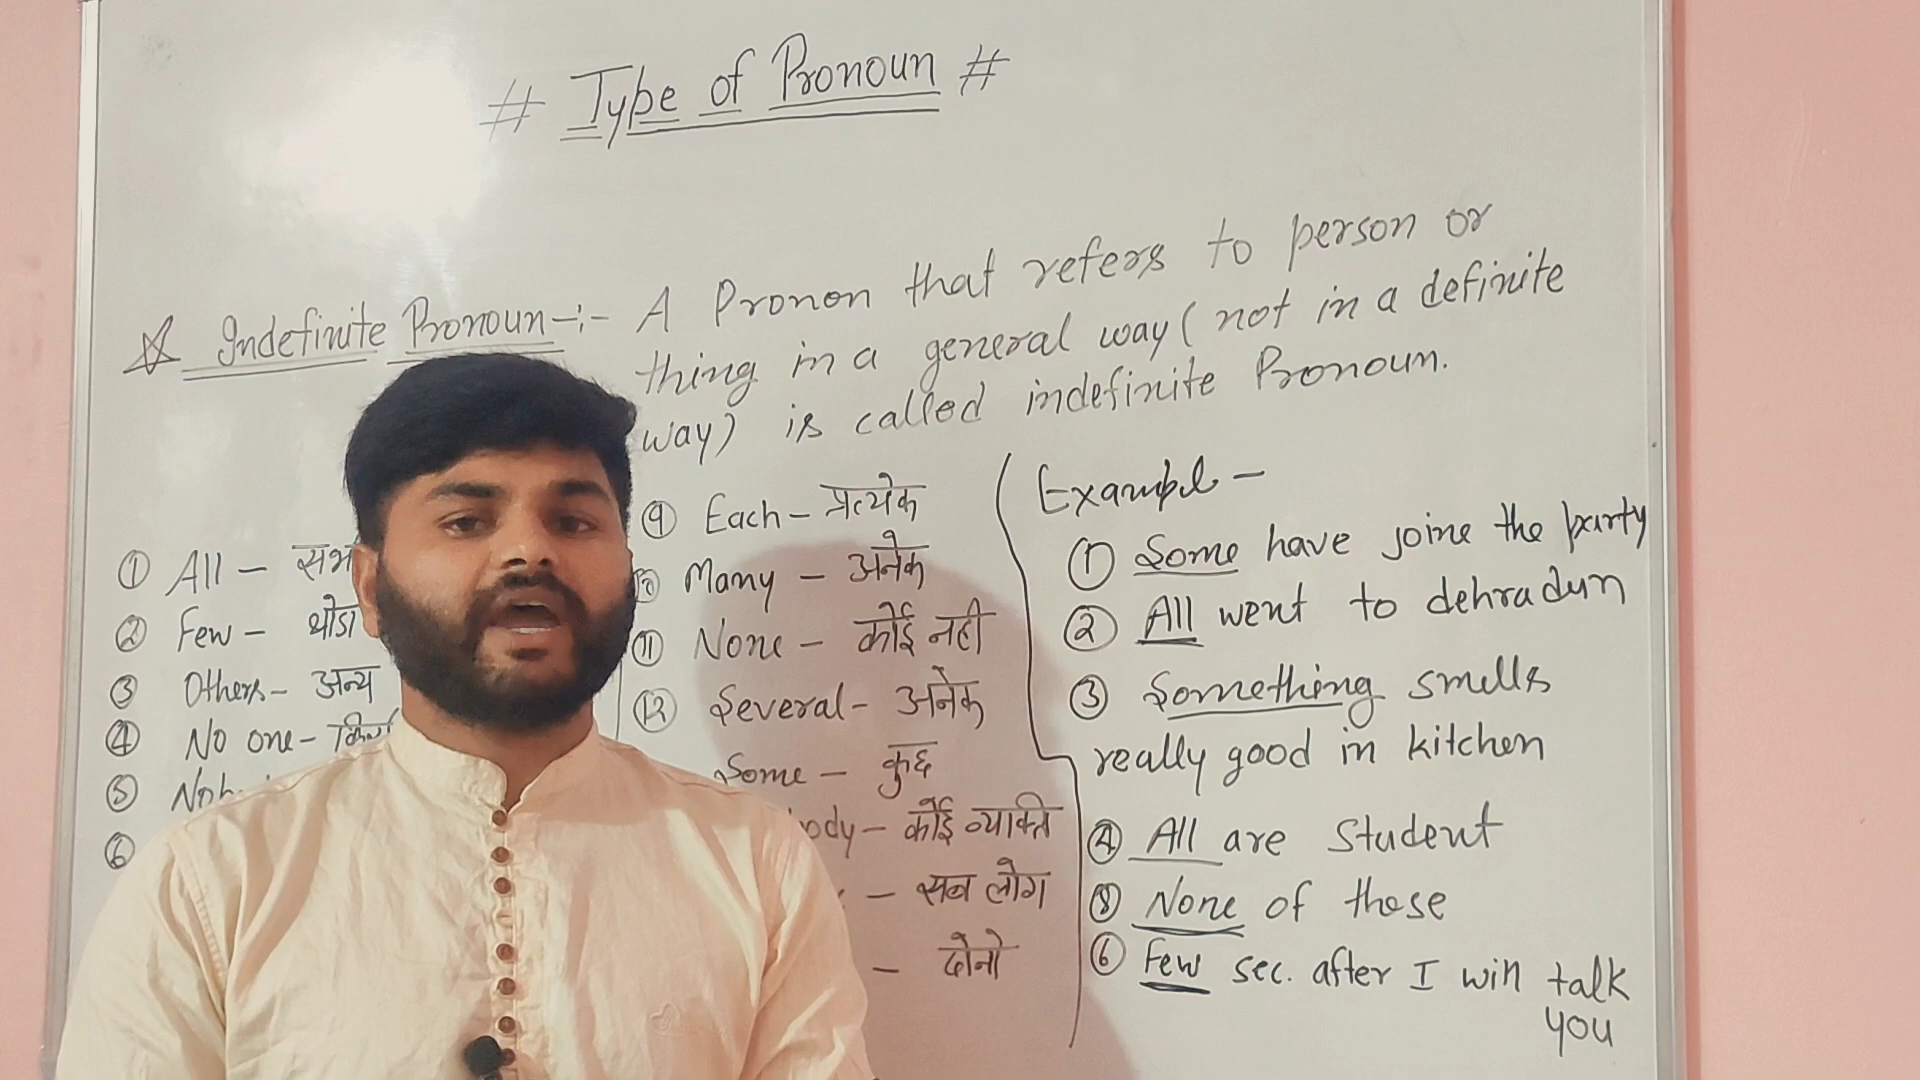 # Type of Pronoun #
☆ Indefinite Pronoun -:- A Pronon that refers to person or
thing in a general way ( not in a definite
way) is called indefinite Pronoun.
① All -
② Few - थोडा
③ Others - अन्य
④ No one -
⑤
⑥
⑨ Each - प्रत्येक
Many - अनेक
⑪ None - कोई नही
⑫ Several - अनेक
Some - कुछ
body - कोई व्यक्ति
- सब लोग
- दोनो
Example -
① Some have joine the party
② All went to dehradun
③ Something smells
really good in kitchen
④ All are Student
⑤ None of these
⑥ Few sec. after I will talk
you